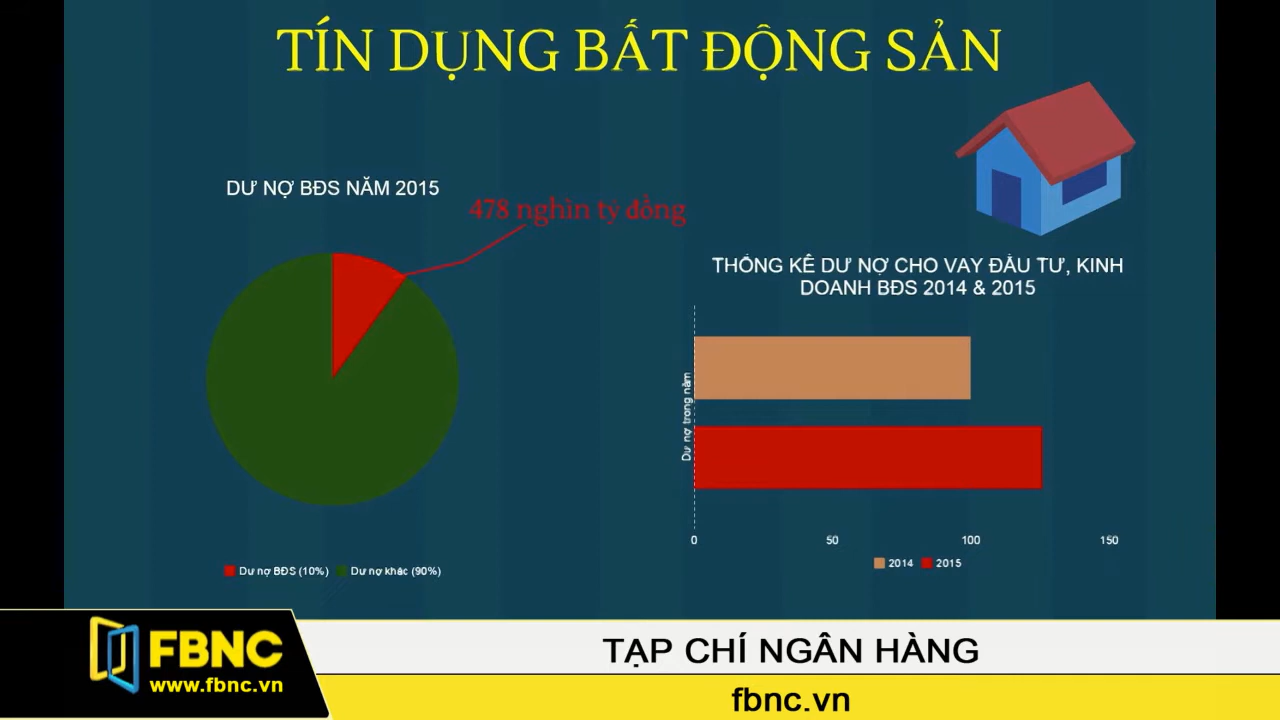 TÍN DỤNG BẤT ĐỘNG SẢN
DƯ NỢ BĐS NĂM 2015
478 nghìn tỷ đồng
Dư nợ BĐS (10%)
Dư nợ khác (90%)
THỐNG KÊ DƯ NỢ CHO VAY ĐẦU TƯ, KINH
DOANH BĐS 2014 & 2015
Dư nợ trong năm
0 50 100 150
2014 2015
FBNC
www.fbnc.vn
TẠP CHÍ NGÂN HÀNG
fbnc.vn